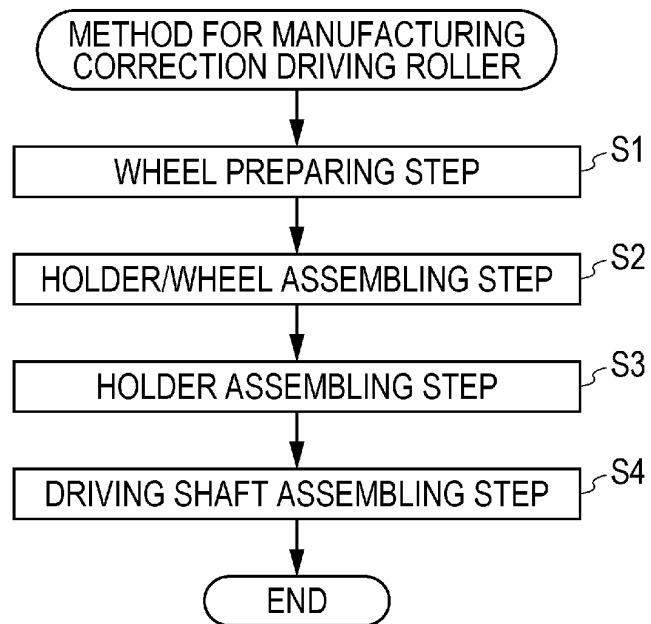 METHOD FOR MANUFACTURING
CORRECTION DRIVING ROLLER
WHEEL PREPARING STEP
S1
HOLDER/WHEEL ASSEMBLING STEP
S2
HOLDER ASSEMBLING STEP
S3
DRIVING SHAFT ASSEMBLING STEP
S4
END